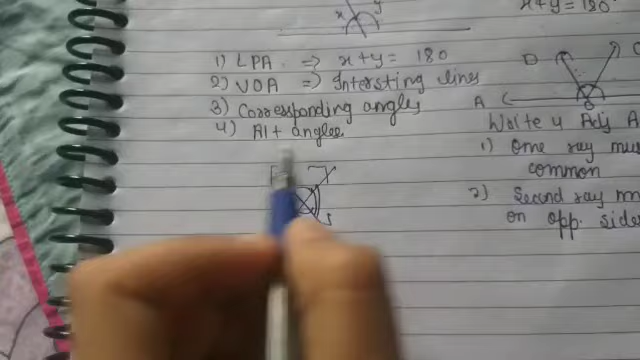 x y
x+y = 180°
1) LPA => x+y = 180
2) VOA => Intersting lines
3) Corresponding angles
4) Alt angles
D
A
Write 4 Adj A
1) One ray mus
common
2) Second ray m
on opp. side